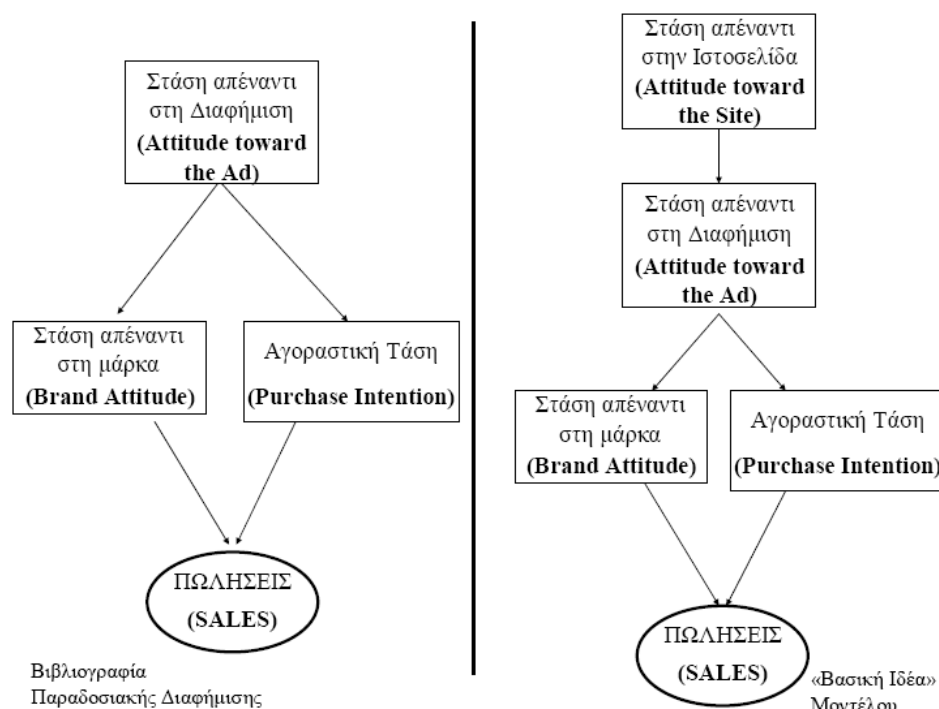 Στάση απέναντι
στη Διαφήμιση
(Attitude toward
the Ad)
Στάση απέναντι
στη μάρκα
(Brand Attitude)
Αγοραστική Τάση
(Purchase Intention)
ΠΩΛΗΣΕΙΣ
(SALES)
Βιβλιογραφία
Παραδοσιακής Διαφήμισης
Στάση απέναντι
στην Ιστοσελίδα
(Attitude toward
the Site)
Στάση απέναντι
στη Διαφήμιση
(Attitude toward
the Ad)
Στάση απέναντι
στη μάρκα
(Brand Attitude)
Αγοραστική Τάση
(Purchase Intention)
ΠΩΛΗΣΕΙΣ
(SALES)
«Βασική Ιδέα»
Μοντέλου